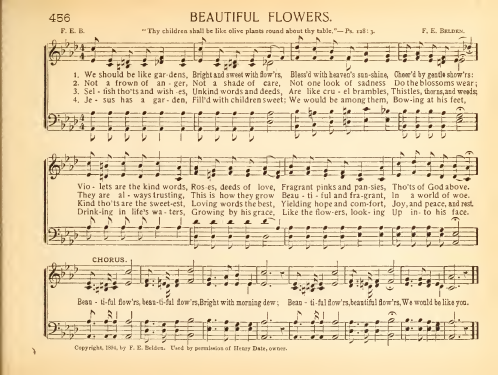 456 BEAUTIFUL FLOWERS.
F. E. B. "Thy children shall be like olive plants round about thy table."— Ps. 128: 3. F. E. BELDEN.
1. We should be like gar-dens, Bright and sweet with flow'rs, Bless'd with heaven's sun-shine, Cheer'd by gentle show'rs:
2. Not a frown of an-ger, Not a shade of care, Not one look of sadness Do the blossoms wear;
3. Sel-fish tho'ts and wish-es, Unkind words and deeds, Are like cru-el brambles, Thistles, thorns, and weeds;
4. Je-sus has a gar-den, Fill'd with children sweet; We would be among them, Bow-ing at his feet,
Vio-lets are the kind words, Ros-es, deeds of love, Fragrant pinks and pan-sies, Tho'ts of God above.
They are al-ways trusting, This is how they grow Beau-ti-ful and fra-grant, In a world of woe.
Kind tho'ts are the sweet-est, Loving words the best, Yielding hope and com-fort, Joy, and peace, and rest.
Drink-ing in life's wa-ters, Growing by his grace, Like the flow-ers, look-ing Up in-to his face.
CHORUS.
Beau-ti-ful flow'rs, beau-ti-ful flow'rs, Bright with morning dew; Beau-ti-ful flow'rs, beautiful flow'rs, We would be like you.
Copyright, 1894, by F. E. Belden. Used by permission of Henry Date, owner.